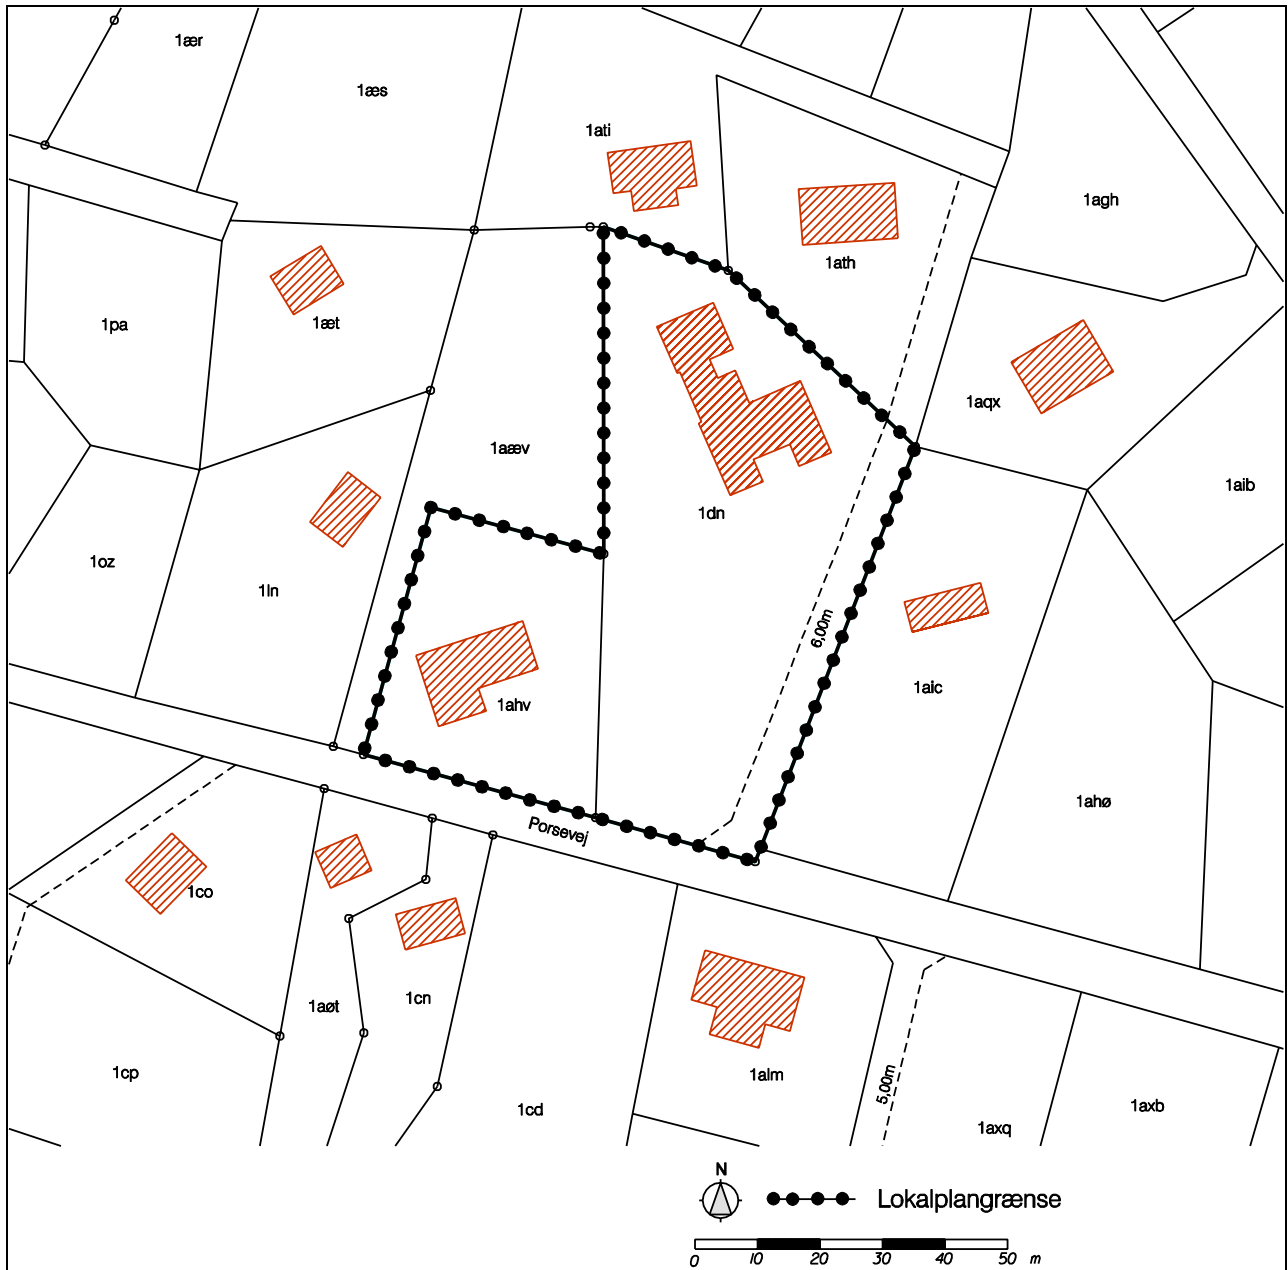 1ær
1æs
1ati
1agh
1ath
1pa
1æt
1aqx
1aæv
1aib
1dn
1oz
1ln
6,00m
1aic
1ahv
1ahø
Porsevej
1co
1cn
1aøt
1cp
1alm
5,00m
1cd
1axb
1axq
N
Lokalplangrænse
0 10 20 30 40 50 m